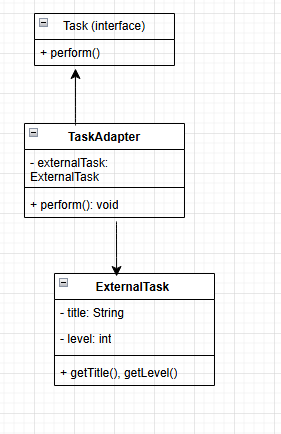 Task (interface)
+ perform()
TaskAdapter
- externalTask:
ExternalTask
+ perform(): void
ExternalTask
- title: String
- level: int
+ getTitle(), getLevel()